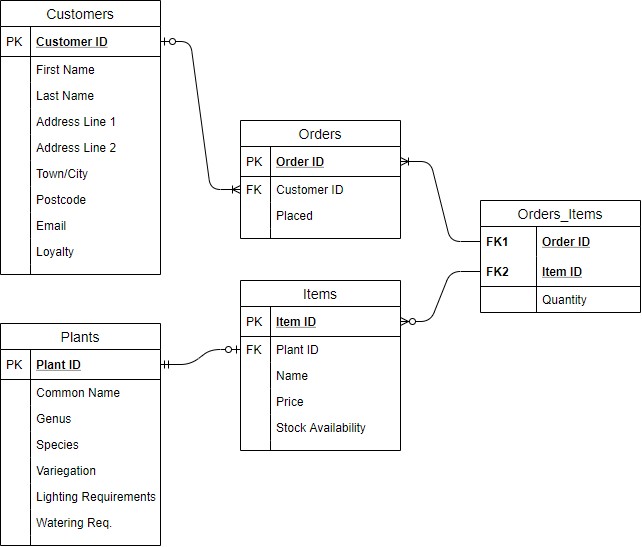 Customers
PK Customer ID
First Name
Last Name
Address Line 1
Address Line 2
Town/City
Postcode
Email
Loyalty
Orders
PK Order ID
FK Customer ID
Placed
Orders_Items
FK1 Order ID
FK2 Item ID
Quantity
Items
PK Item ID
FK Plant ID
Name
Price
Stock Availability
Plants
PK Plant ID
Common Name
Genus
Species
Variegation
Lighting Requirements
Watering Req.